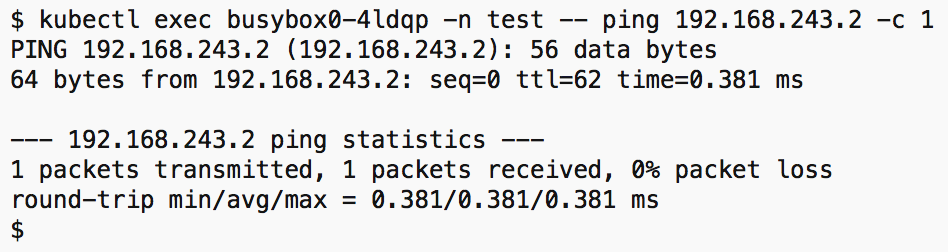 $ kubectl exec busybox0-4ldqp -n test -- ping 192.168.243.2 -c 1
PING 192.168.243.2 (192.168.243.2): 56 data bytes
64 bytes from 192.168.243.2: seq=0 ttl=62 time=0.381 ms

--- 192.168.243.2 ping statistics ---
1 packets transmitted, 1 packets received, 0% packet loss
round-trip min/avg/max = 0.381/0.381/0.381 ms
$